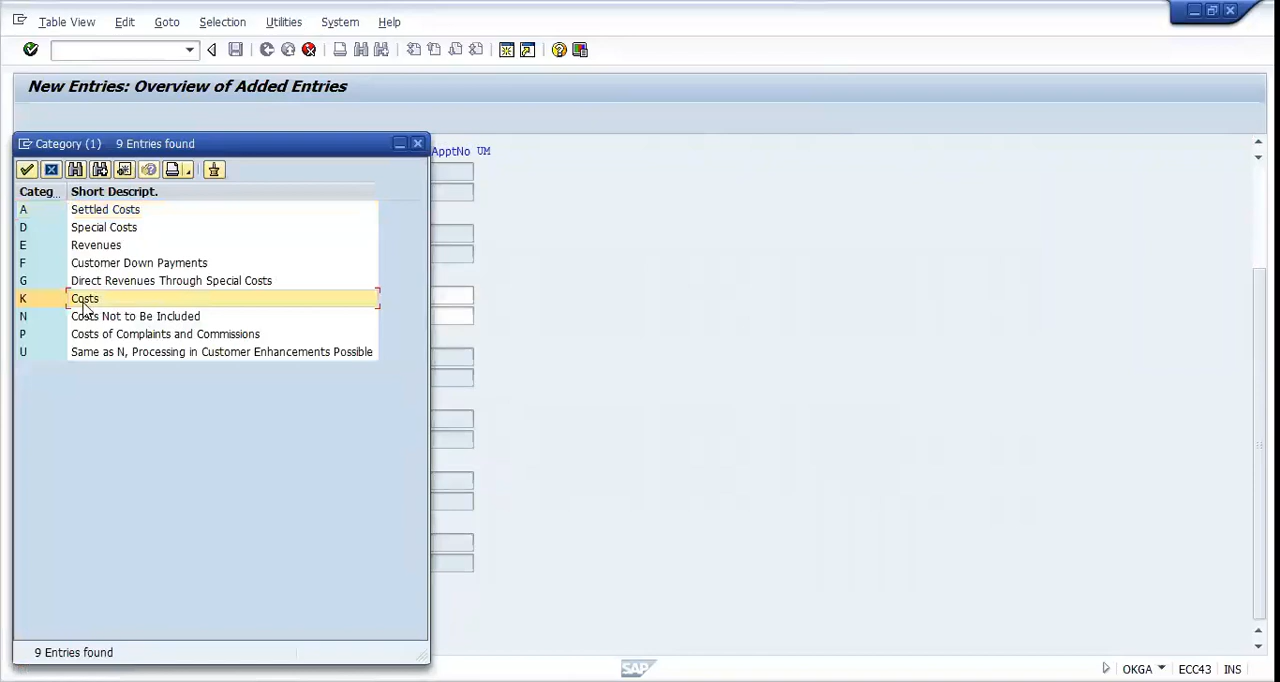 Table View Edit Goto Selection Utilities System Help
New Entries: Overview of Added Entries
Category (1) 9 Entries found
ApptNo UM
Categ... Short Descript.
A Settled Costs
D Special Costs
E Revenues
F Customer Down Payments
G Direct Revenues Through Special Costs
K Costs
N Costs Not to Be Included
P Costs of Complaints and Commissions
U Same as N, Processing in Customer Enhancements Possible
9 Entries found
SAP
OKGA ECC43 INS